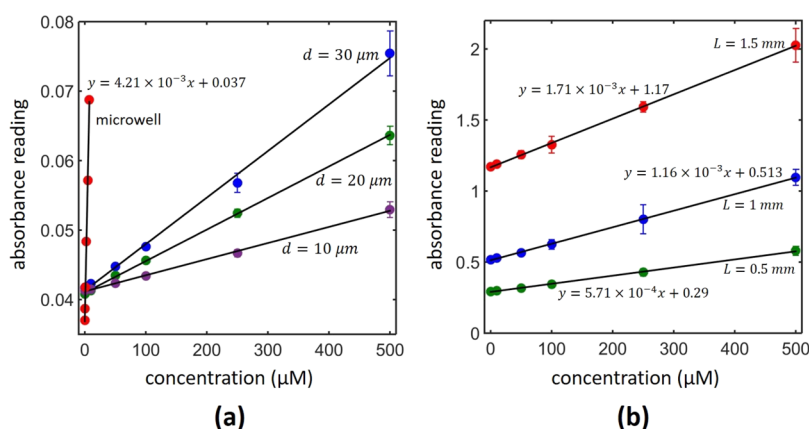 0.08
0.07
0.06
0.05
0.04
absorbance reading
y = 4.21 × 10⁻³x + 0.037
microwell
d = 30 μm
d = 20 μm
d = 10 μm
0 100 200 300 400 500
concentration (μM)
(a)
2
1.5
1
0.5
0
absorbance reading
L = 1.5 mm
y = 1.71 × 10⁻³x + 1.17
y = 1.16 × 10⁻³x + 0.513
L = 1 mm
L = 0.5 mm
y = 5.71 × 10⁻⁴x + 0.29
0 100 200 300 400 500
concentration (μM)
(b)